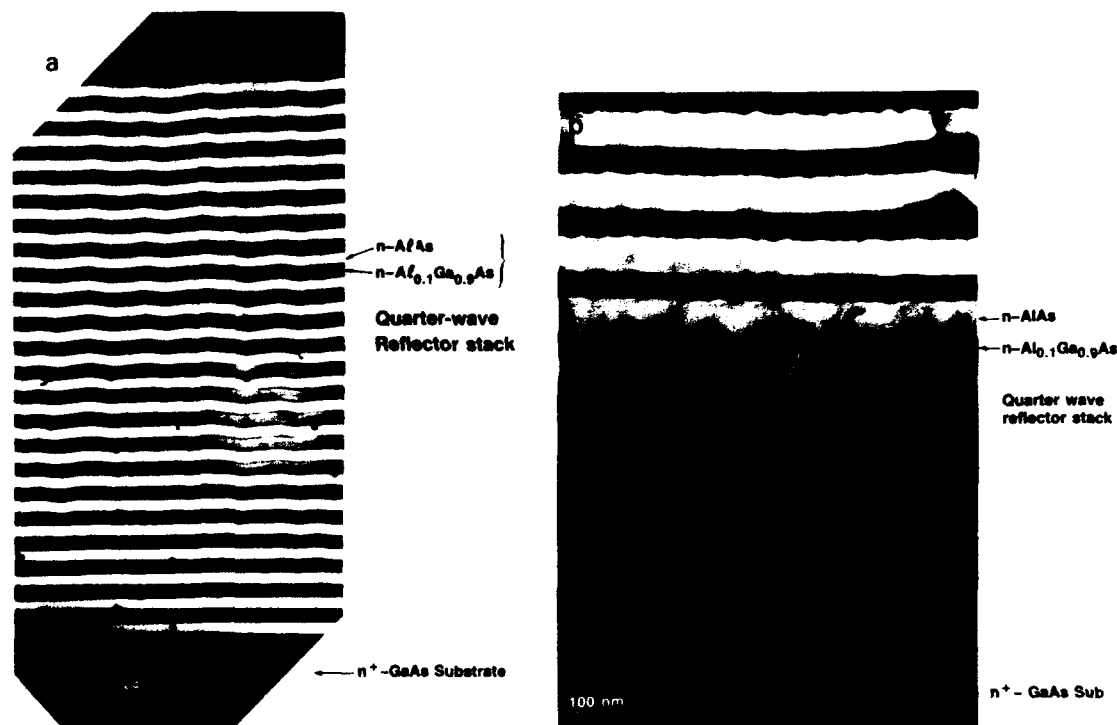 a
n-AℓAs
n-Aℓ0.1Ga0.9As
Quarter-wave
Reflector stack
n+-GaAs Substrate
b
n-AlAs
n-Al0.1Ga0.9As
Quarter wave
reflector stack
100 nm
n+- GaAs Sub